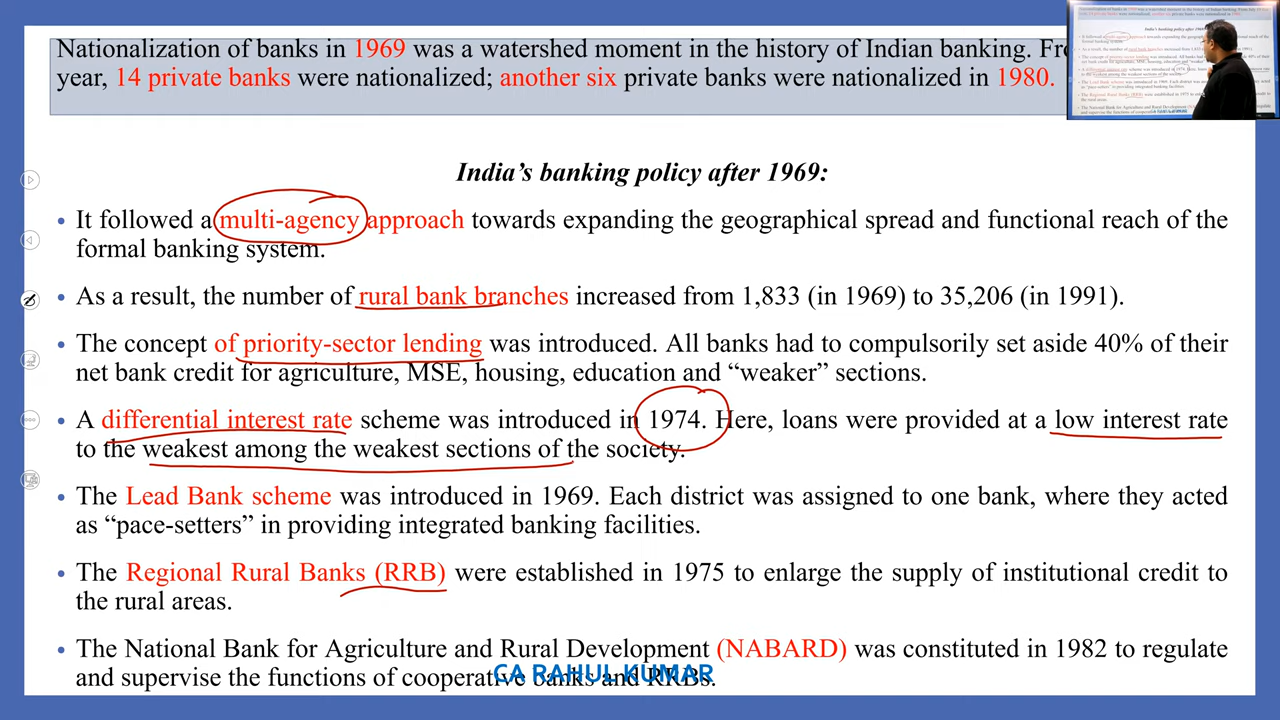 Nationalization of banks in 1969 w atershed moment in the history of Indian banking. Fr
year, 14 private banks were nat another six private banks were nationalized in 1980.
India’s banking policy after 1969:
• It followed a multi-agency approach towards expanding the geographical spread and functional reach of the
formal banking system.
• As a result, the number of rural bank branches increased from 1,833 (in 1969) to 35,206 (in 1991).
• The concept of priority-sector lending was introduced. All banks had to compulsorily set aside 40% of their
net bank credit for agriculture, MSE, housing, education and “weaker” sections.
• A differential interest rate scheme was introduced in 1974. Here, loans were provided at a low interest rate
to the weakest among the weakest sections of the society.
• The Lead Bank scheme was introduced in 1969. Each district was assigned to one bank, where they acted
as “pace-setters” in providing integrated banking facilities.
• The Regional Rural Banks (RRB) were established in 1975 to enlarge the supply of institutional credit to
the rural areas.
• The National Bank for Agriculture and Rural Development (NABARD) was constituted in 1982 to regulate
and supervise the functions of cooperative banks and RRBs.
CA RAHUL KUMAR